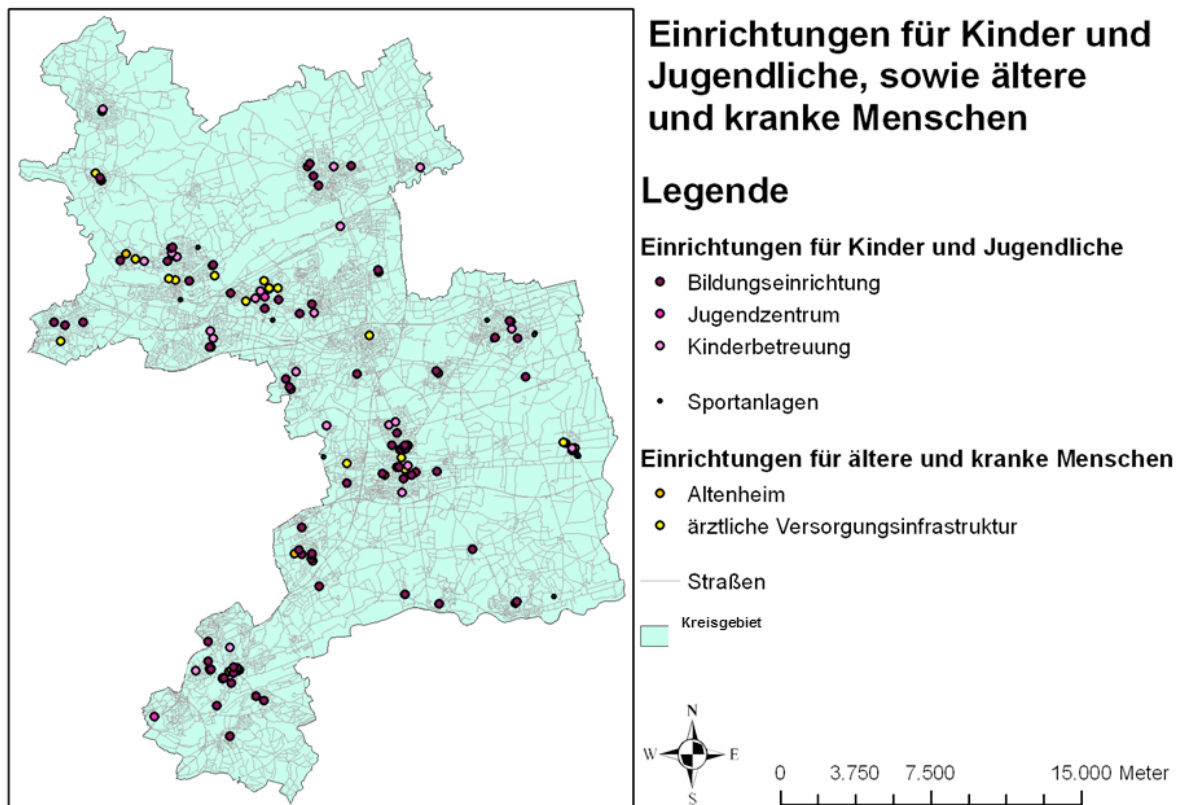 Einrichtungen für Kinder und
Jugendliche, sowie ältere
und kranke Menschen
Legende
Einrichtungen für Kinder und Jugendliche
Bildungseinrichtung
Jugendzentrum
Kinderbetreuung
Sportanlagen
Einrichtungen für ältere und kranke Menschen
Altenheim
ärztliche Versorgungsinfrastruktur
Straßen
Kreisgebiet
N
W E
S
0 3.750 7.500 15.000 Meter